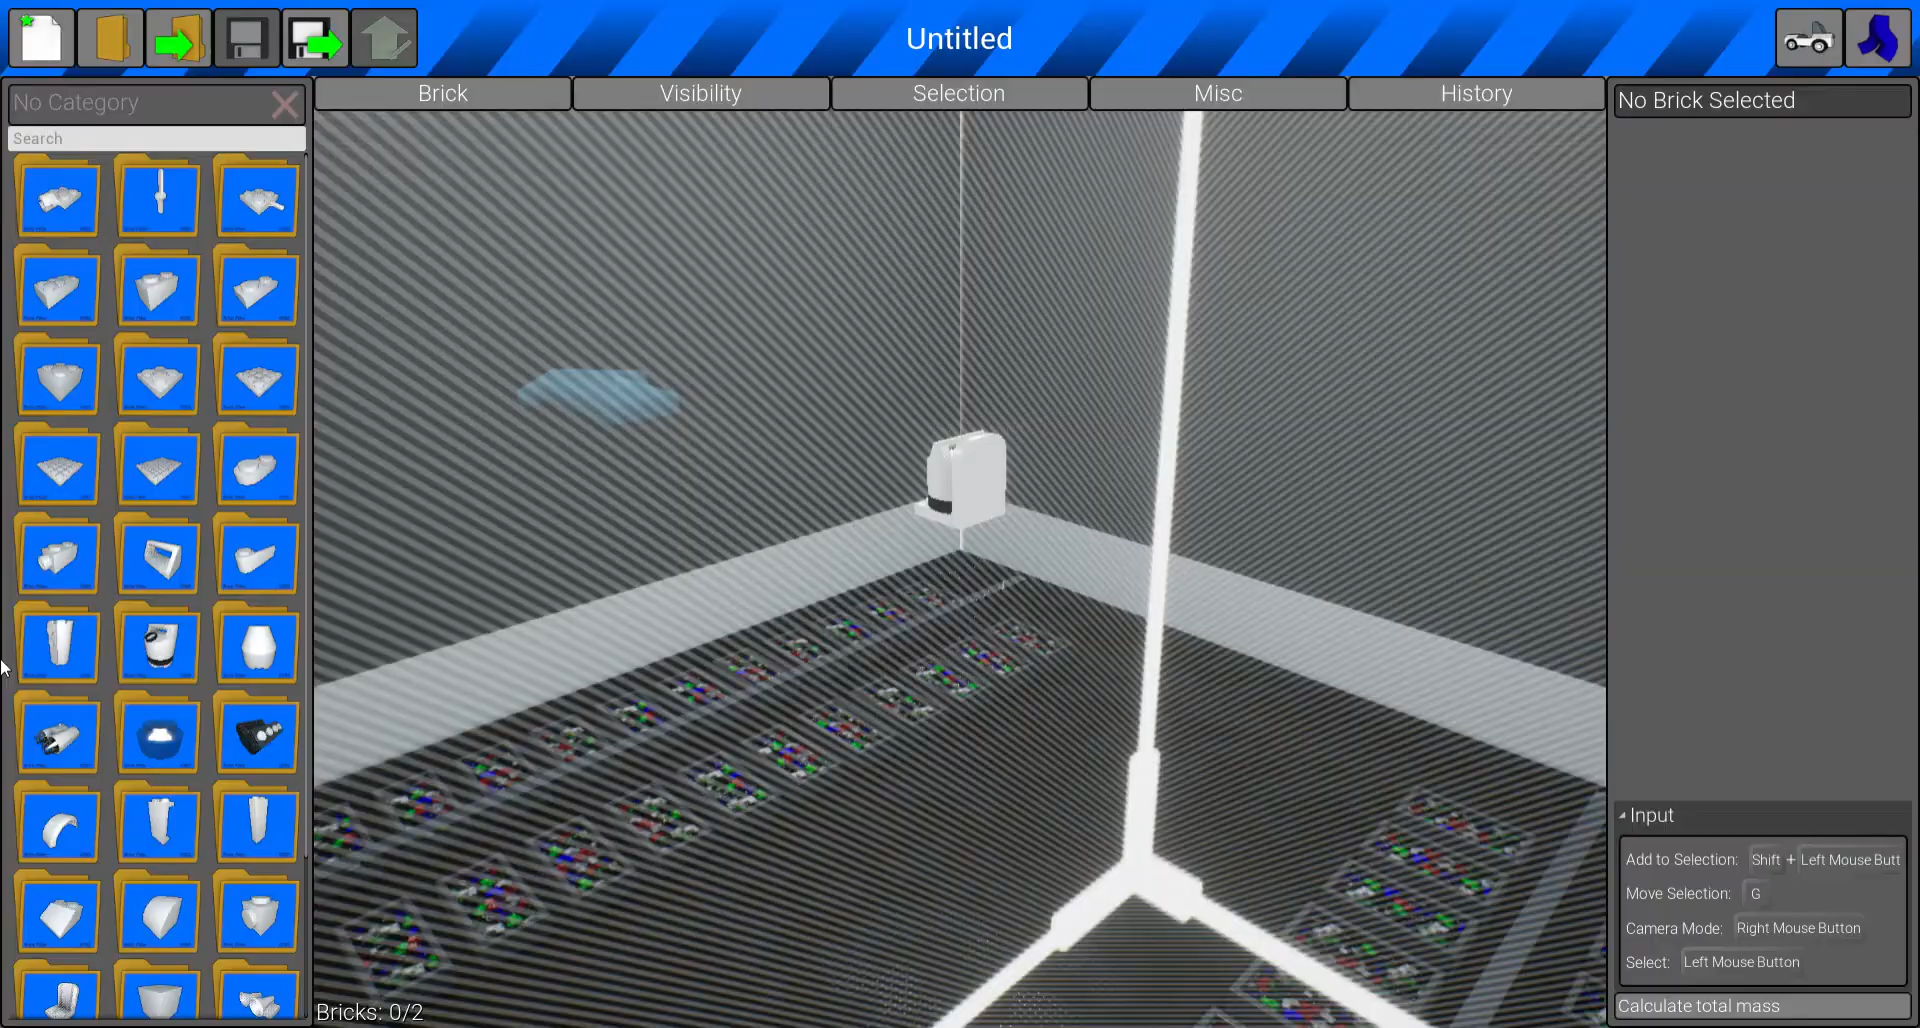 Untitled
No Category
Search
Brick
Visibility
Selection
Misc
History
No Brick Selected
Input
Add to Selection: Shift + Left Mouse Butt
Move Selection: G
Camera Mode: Right Mouse Button
Select: Left Mouse Button
Calculate total mass
Bricks: 0/2